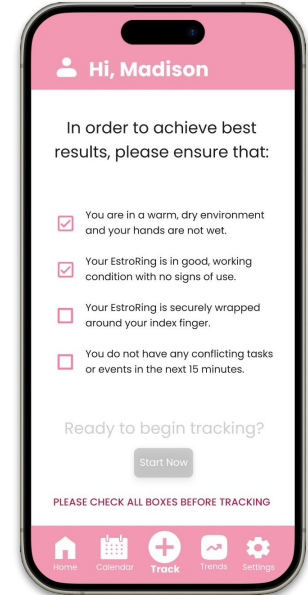 Hi, Madison
In order to achieve best
results, please ensure that:
You are in a warm, dry environment
and your hands are not wet.
Your EstroRing is in good, working
condition with no signs of use.
Your EstroRing is securely wrapped
around your index finger.
You do not have any conflicting tasks
or events in the next 15 minutes.
Ready to begin tracking?
Start Now
PLEASE CHECK ALL BOXES BEFORE TRACKING
Home Calendar Track Trends Settings